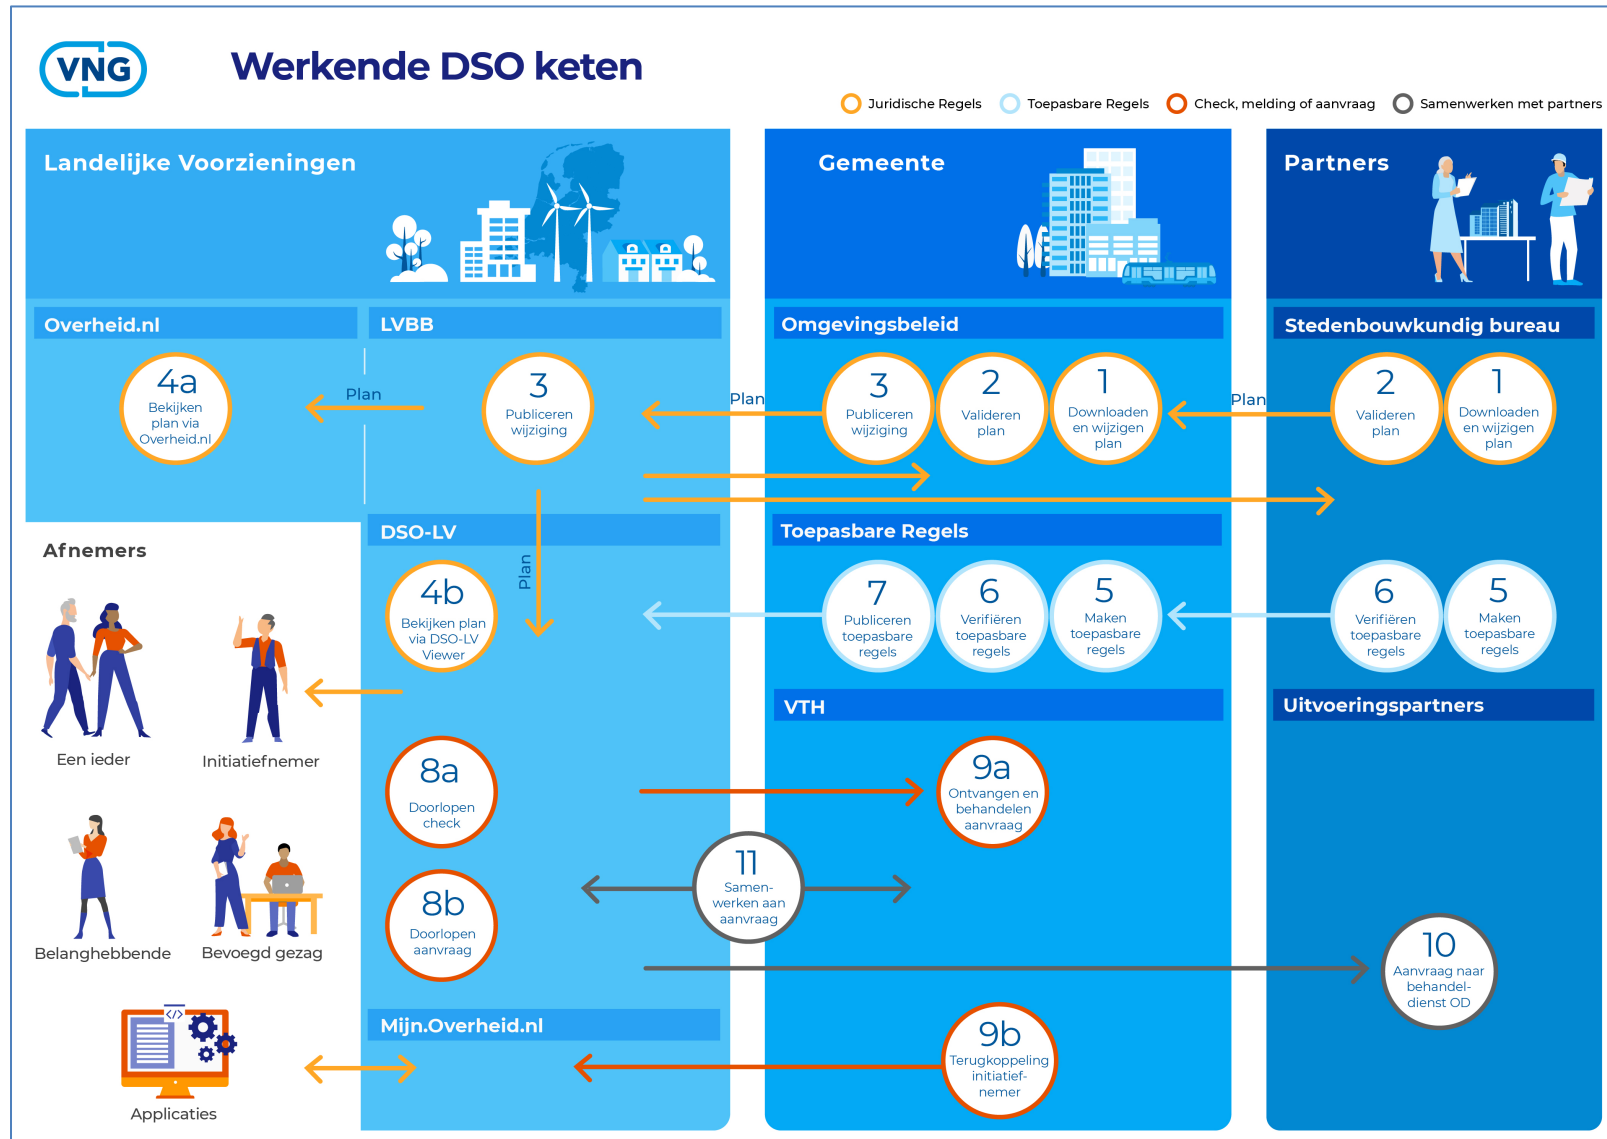 VNG
Werkende DSO keten
Juridische Regels
Toepasbare Regels
Check, melding of aanvraag
Samenwerken met partners
Landelijke Voorzieningen
Gemeente
Partners
Overheid.nl
LVBB
Omgevingsbeleid
Stedenbouwkundig bureau
4a
Bekijken
plan via
Overheid.nl
Plan
3
Publiceren
wijziging
Plan
3
Publiceren
wijziging
2
Valideren
plan
1
Downloaden
en wijzigen
plan
Plan
2
Valideren
plan
1
Downloaden
en wijzigen
plan
Afnemers
DSO-LV
Toepasbare Regels
4b
Bekijken plan
via DSO-LV
Viewer
Plan
7
Publiceren
toepasbare
regels
6
Verifiëren
toepasbare
regels
5
Maken
toepasbare
regels
6
Verifiëren
toepasbare
regels
5
Maken
toepasbare
regels
VTH
Uitvoeringspartners
Een ieder
Initiatiefnemer
8a
Doorlopen
check
9a
Ontvangen en
behandelen
aanvraag
11
Samen-
werken aan
aanvraag
8b
Doorlopen
aanvraag
Belanghebbende
Bevoegd gezag
10
Aanvraag naar
behandel-
dienst OD
</>
Mijn.Overheid.nl
9b
Terugkoppeling
initiatief-
nemer
Applicaties